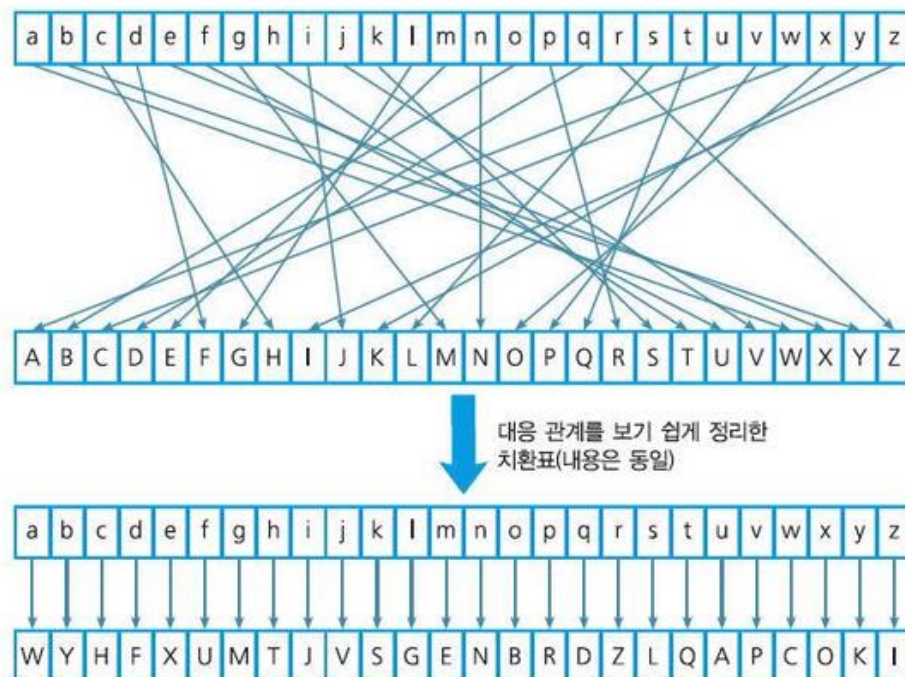 a b c d e f g h i j k l m n o p q r s t u v w x y z
A B C D E F G H I J K L M N O P Q R S T U V W X Y Z
대응 관계를 보기 쉽게 정리한
치환표(내용은 동일)
a b c d e f g h i j k l m n o p q r s t u v w x y z
W Y H F X U M T J V S G E N B R D Z L Q A P C O K I